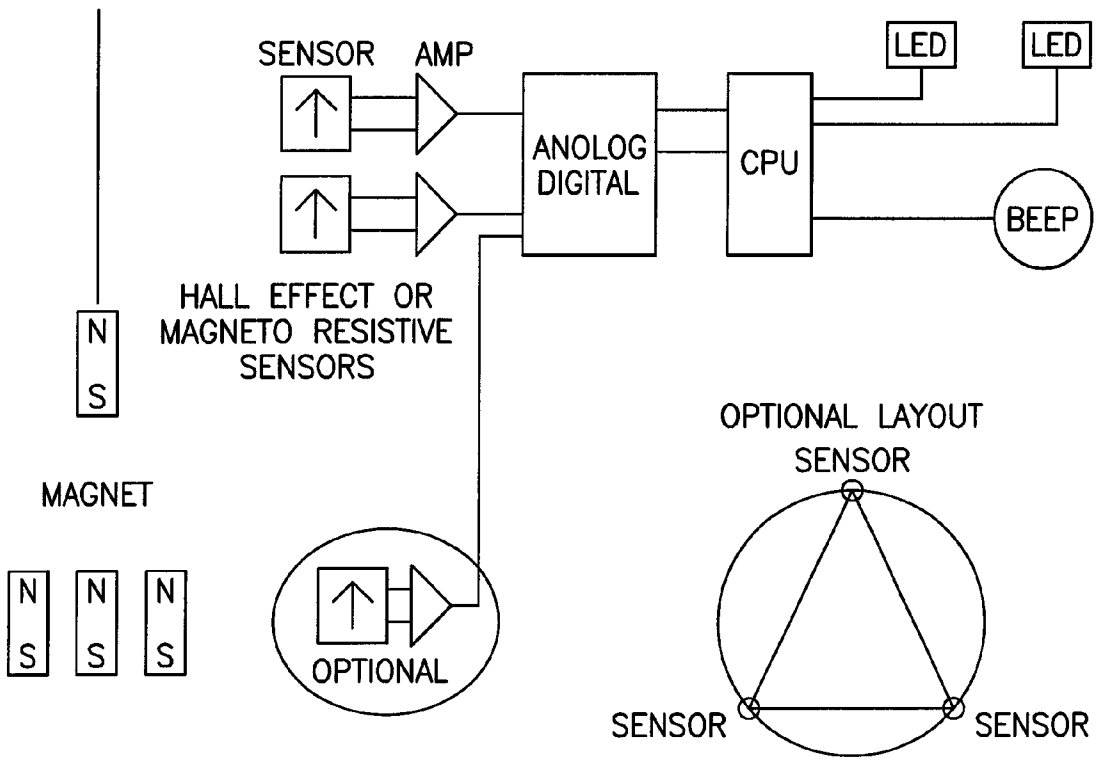 SENSOR
AMP
LED
LED
ANOLOG
DIGITAL
CPU
BEEP
HALL EFFECT OR
MAGNETO RESISTIVE
SENSORS
N
S
MAGNET
N
S
N
S
N
S
OPTIONAL
OPTIONAL LAYOUT
SENSOR
SENSOR
SENSOR